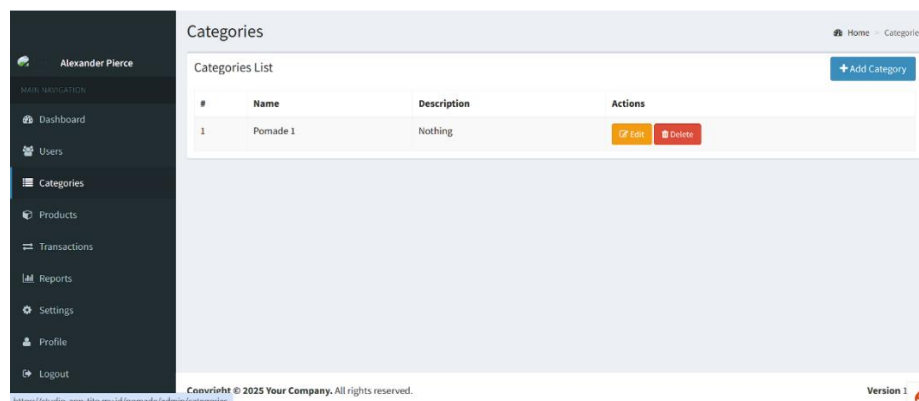 Categories
Home > Categorie
Alexander Pierce
Categories List
+ Add Category
MAIN NAVIGATION
# Name Description Actions
1 Pomade 1 Nothing Edit Delete
Dashboard
Users
Categories
Products
Transactions
Reports
Settings
Profile
Logout
Copyright © 2025 Your Company. All rights reserved.
Version 1